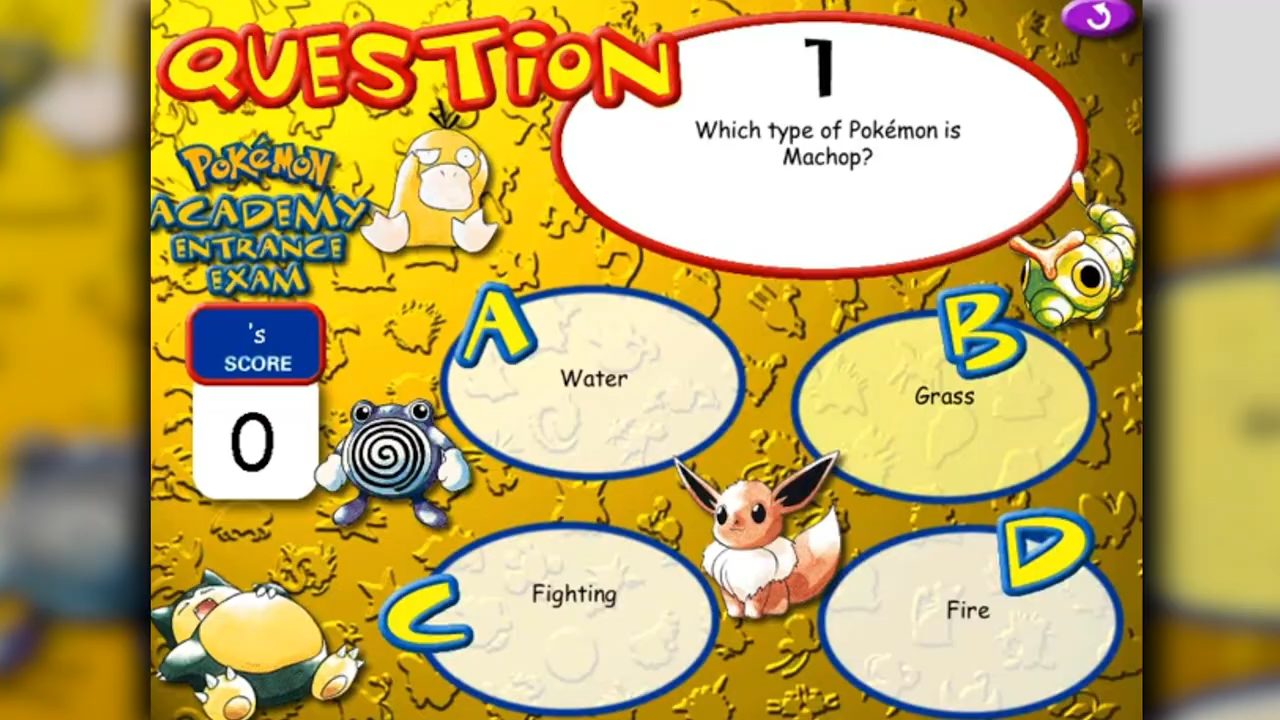 QUESTION
1
Which type of Pokémon is
Machop?
POKéMON
ACADEMY
ENTRANCE
EXAM
's
SCORE
0
A
Water
B
Grass
C
Fighting
D
Fire